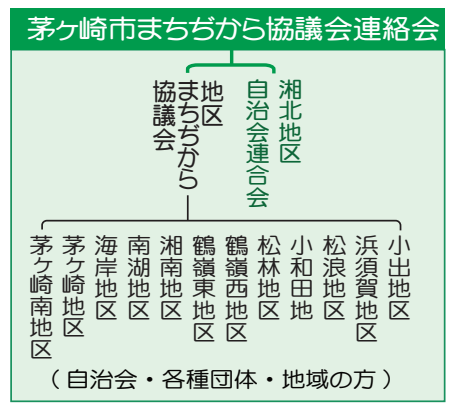 茅ヶ崎市まちぢから協議会連絡会
湘北地区
自治会連合会
地区
まちぢから
協議会
小出地区
浜須賀地区
松浪地区
小和田地
松林地区
鶴嶺西地区
鶴嶺東地区
湘南地区
南湖地区
海岸地区
茅ヶ崎地区
茅ヶ崎南地区
（自治会・各種団体・地域の方）